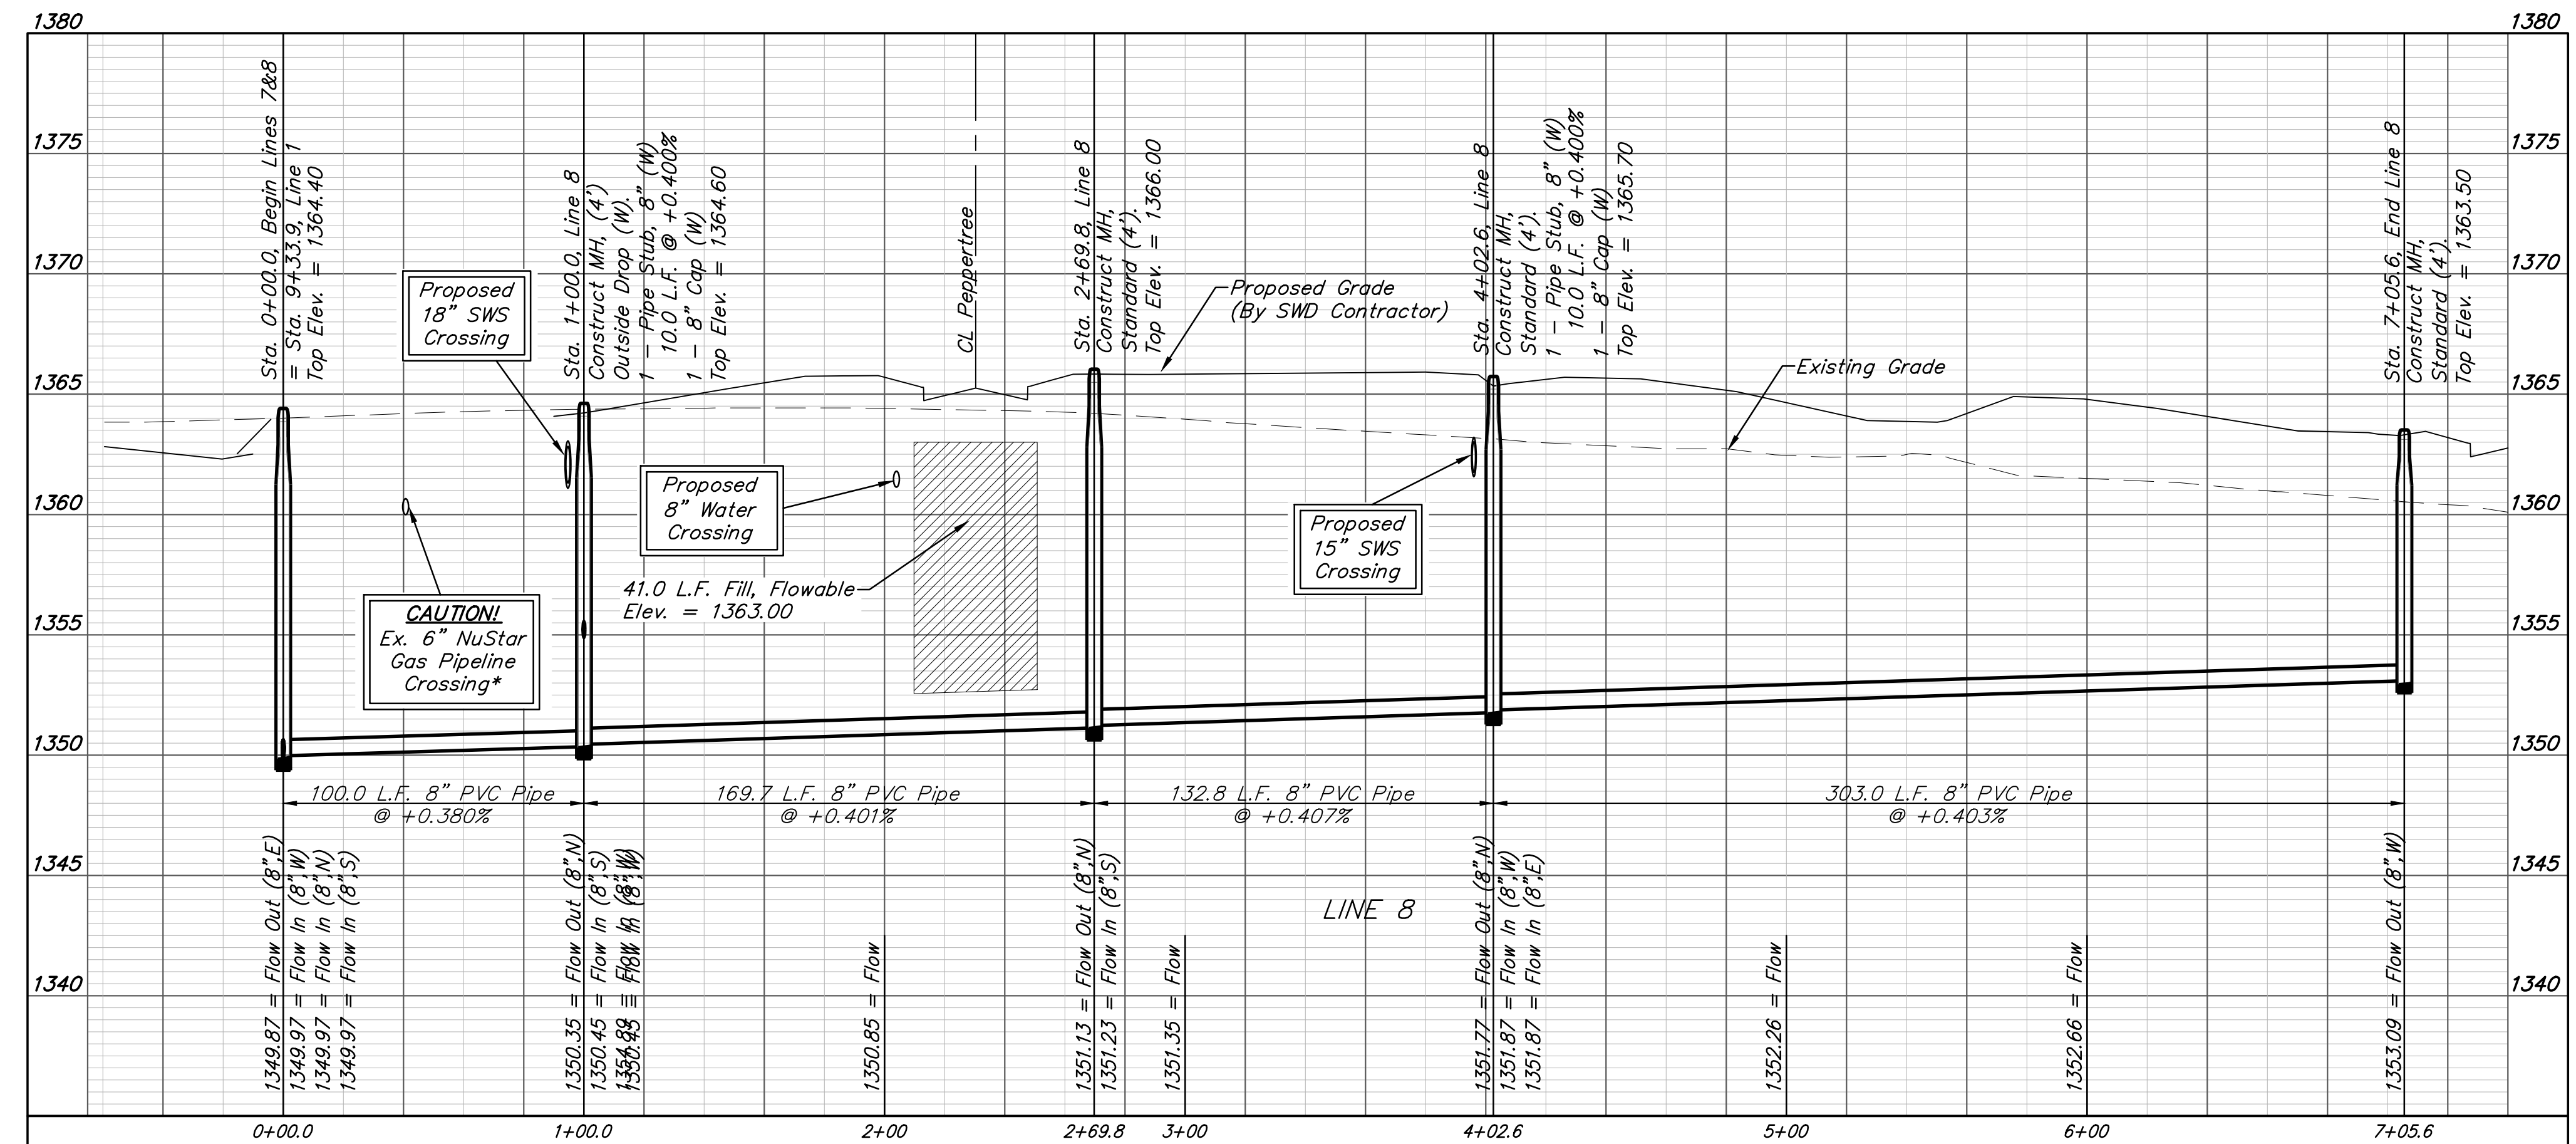 1380
1380
1375
1375
1370
1370
1365
1365
1360
1360
1355
1355
1350
1350
1345
1345
1340
1340
Sta. 0+00.0, Begin Lines 7&8
= Sta. 9+33.9, Line 1
Top Elev. = 1364.40
Proposed
18" SWS
Crossing
Sta. 1+00.0, Line 8
Construct MH, (4')
Outside Drop (W).
1 - Pipe Stub, 8" (W)
10.0 L.F. @ +0.400%
1 - 8" Cap (W)
Top Elev. = 1364.60
CL Peppertree
Sta. 2+69.8, Line 8
Construct MH,
Standard (4').
Top Elev. = 1366.00
Proposed Grade
(By SWD Contractor)
Sta. 4+02.6, Line 8
Construct MH,
Standard (4').
1 - Pipe Stub, 8" (W)
10.0 L.F. @ +0.400%
1 - 8" Cap (W)
Top Elev. = 1365.70
Existing Grade
Sta. 7+05.6, End Line 8
Construct MH,
Standard (4').
Top Elev. = 1363.50
CAUTION!
Ex. 6" NuStar
Gas Pipeline
Crossing*
Proposed
8" Water
Crossing
41.0 L.F. Fill, Flowable
Elev. = 1363.00
Proposed
15" SWS
Crossing
100.0 L.F. 8" PVC Pipe
@ +0.380%
169.7 L.F. 8" PVC Pipe
@ +0.401%
132.8 L.F. 8" PVC Pipe
@ +0.407%
303.0 L.F. 8" PVC Pipe
@ +0.403%
1349.87 = Flow Out (8",E)
1349.97 = Flow In (8",W)
1349.97 = Flow In (8",N)
1349.97 = Flow In (8",S)
1350.35 = Flow Out (8",N)
1350.45 = Flow In (8",S)
= Flow In (8",W)
1350.45 = Flow In (8",W)
1350.85 = Flow
1351.13 = Flow Out (8",N)
1351.23 = Flow In (8",S)
1351.35 = Flow
LINE 8
1351.77 = Flow Out (8",N)
1351.87 = Flow In (8",W)
1351.87 = Flow In (8",E)
1352.26 = Flow
1352.66 = Flow
1353.09 = Flow Out (8",W)
0+00.0
1+00.0
2+00
2+69.8
3+00
4+02.6
5+00
6+00
7+05.6